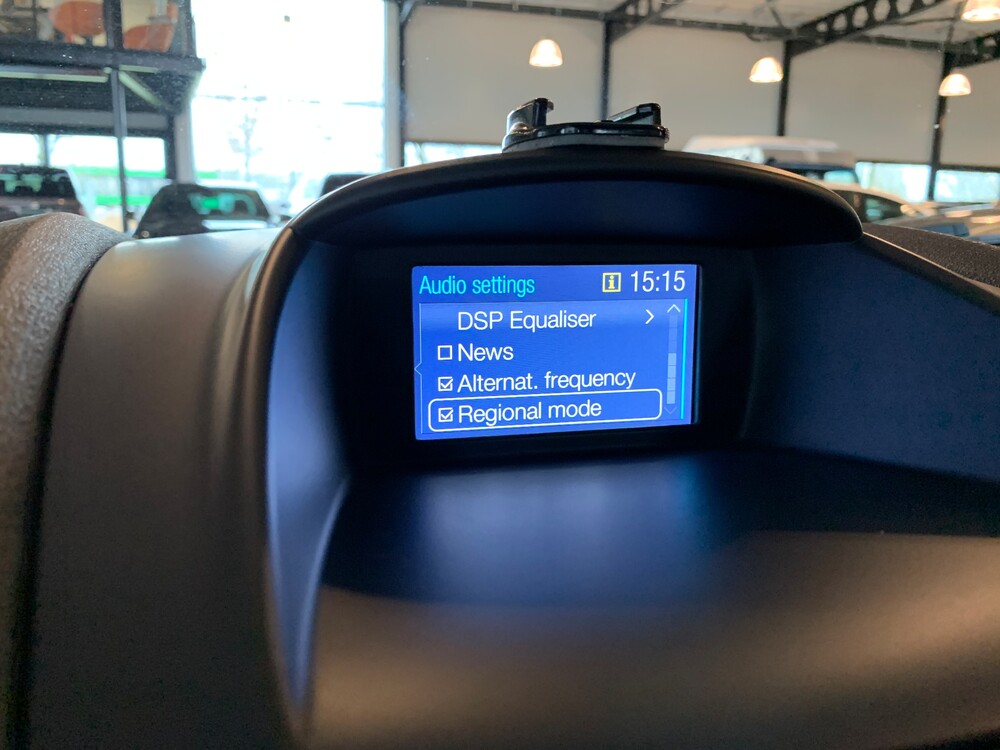 Audio settings i 15:15
DSP Equaliser
News
Alternat. frequency
Regional mode